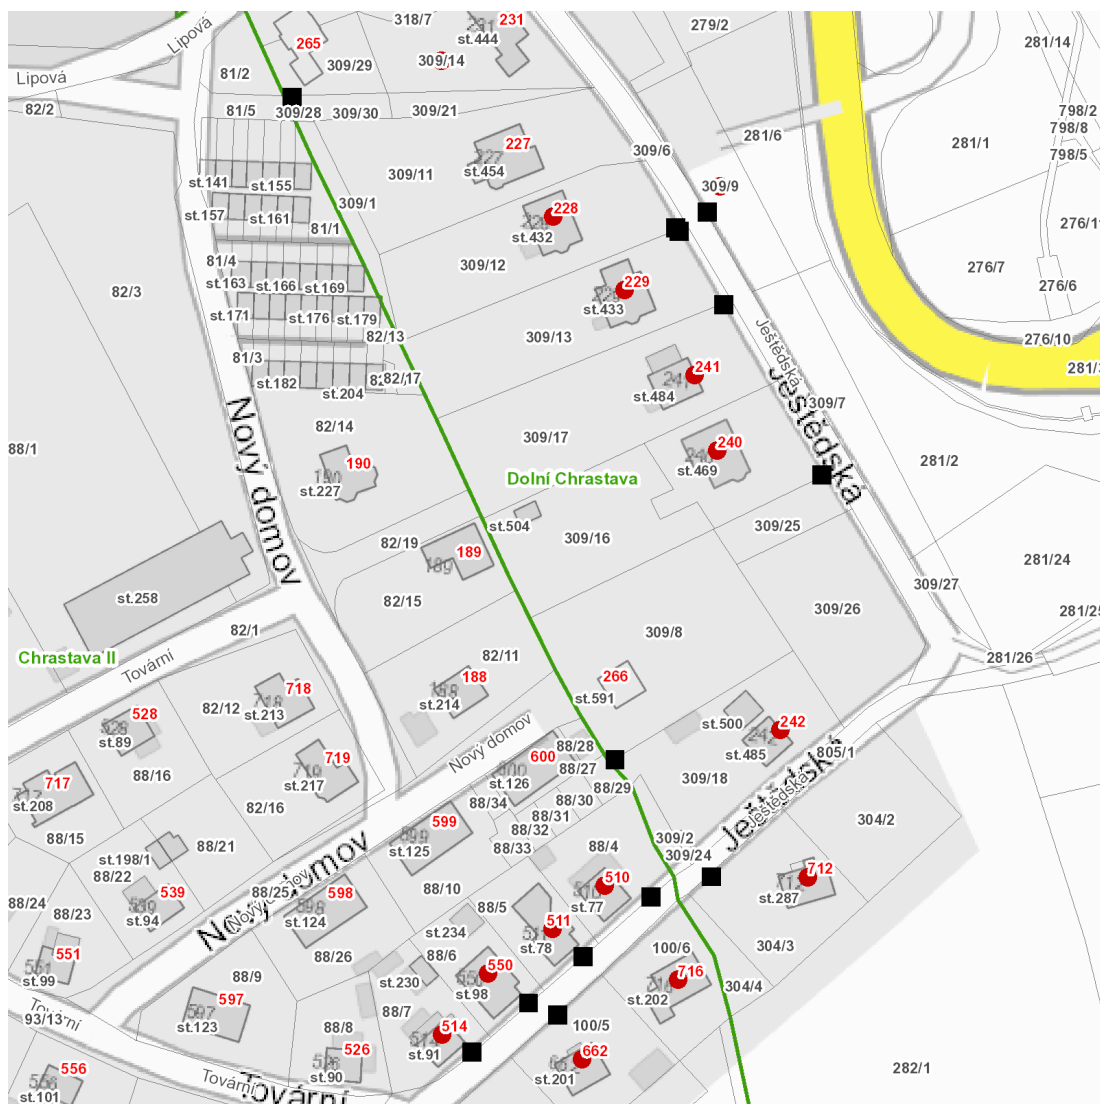 Lipová
318/7
231
279/2
st.444
265
281/14
Lipová
309/29
309/14
81/2
82/2
81/5
309/28
309/30
309/21
798/2
798/8
281/6
281/1
798/5
227
309/6
st.454
309/11
309/9
st.141
st.155
309/1
228
st.157
st.161
81/1
st.432
81/4
309/12
276/7
st.163
st.166
st.169
229
276/6
82/3
st.433
st.171
st.176
st.179
82/13
309/13
276/10
Ještědská
81/3
241
st.182
82/17
st.204
st.484
309/7
Ještědská
82/14
309/17
240
88/1
190
281/2
st.469
st.227
Dolní Chrastava
Nový domov
st.504
309/25
82/19
309/16
189
281/24
309/27
st.258
82/15
309/26
281/25
82/1
309/8
Chrastava II
82/11
281/26
Tovární
266
188
718
st.591
st.214
82/12
st.213
528
st.500
242
st.89
Nový domov
88/28
805/1
719
600
st.485
88/16
88/27
st.217
309/18
717
st.126
88/29
Ještědská
Ještědská
st.208
82/16
88/34
88/30
599
88/31
304/2
88/15
88/32
309/2
88/21
st.125
88/33
88/4
309/24
st.198/1
712
88/22
539
88/25
598
88/10
510
88/24
st.287
st.77
88/23
88/5
st.94
st.124
Nový domov
Nový domov
511
st.234
304/3
551
88/6
st.78
100/6
88/26
550
716
st.99
88/9
st.230
304/4
st.98
st.202
597
88/7
Tovární
93/13
88/8
514
100/5
st.123
526
st.91
662
556
282/1
st.90
st.201
Tovární
Tovární
st.101